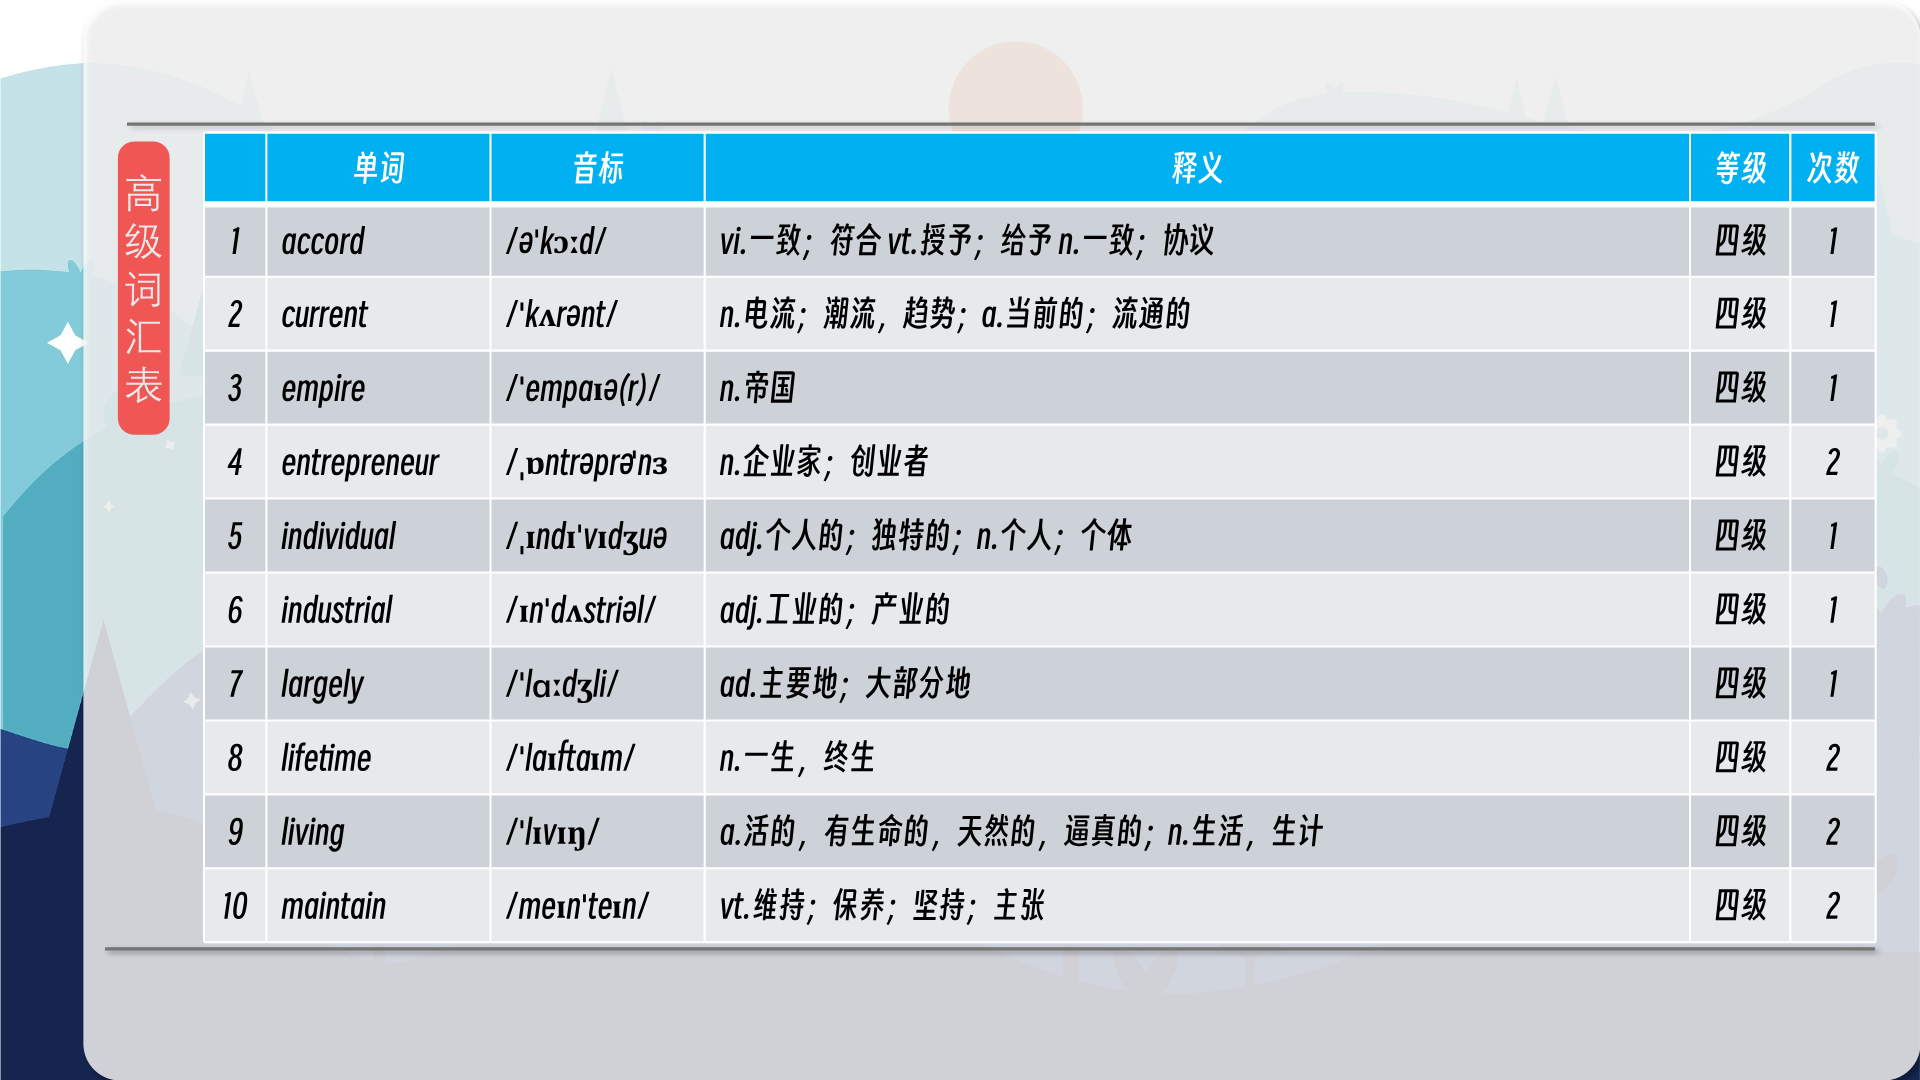 高级词汇表
单词 音标 释义 等级 次数
1 accord /ə'kɔːd/ vi.一致；符合 vt.授予；给予 n.一致；协议 四级 1
2 current /'kʌrənt/ n.电流；潮流，趋势；a.当前的；流通的 四级 1
3 empire /'empaɪə(r)/ n.帝国 四级 1
4 entrepreneur /ˌɒntrəprə'nɜ n.企业家；创业者 四级 2
5 individual /ˌɪndɪ'vɪdʒuə adj.个人的；独特的；n.个人；个体 四级 1
6 industrial /ɪn'dʌstriəl/ adj.工业的；产业的 四级 1
7 largely /'lɑːdʒli/ ad.主要地；大部分地 四级 1
8 lifetime /'laɪftaɪm/ n.一生，终生 四级 2
9 living /'lɪvɪŋ/ a.活的，有生命的，天然的，逼真的；n.生活，生计 四级 2
10 maintain /meɪn'teɪn/ vt.维持；保养；坚持；主张 四级 2